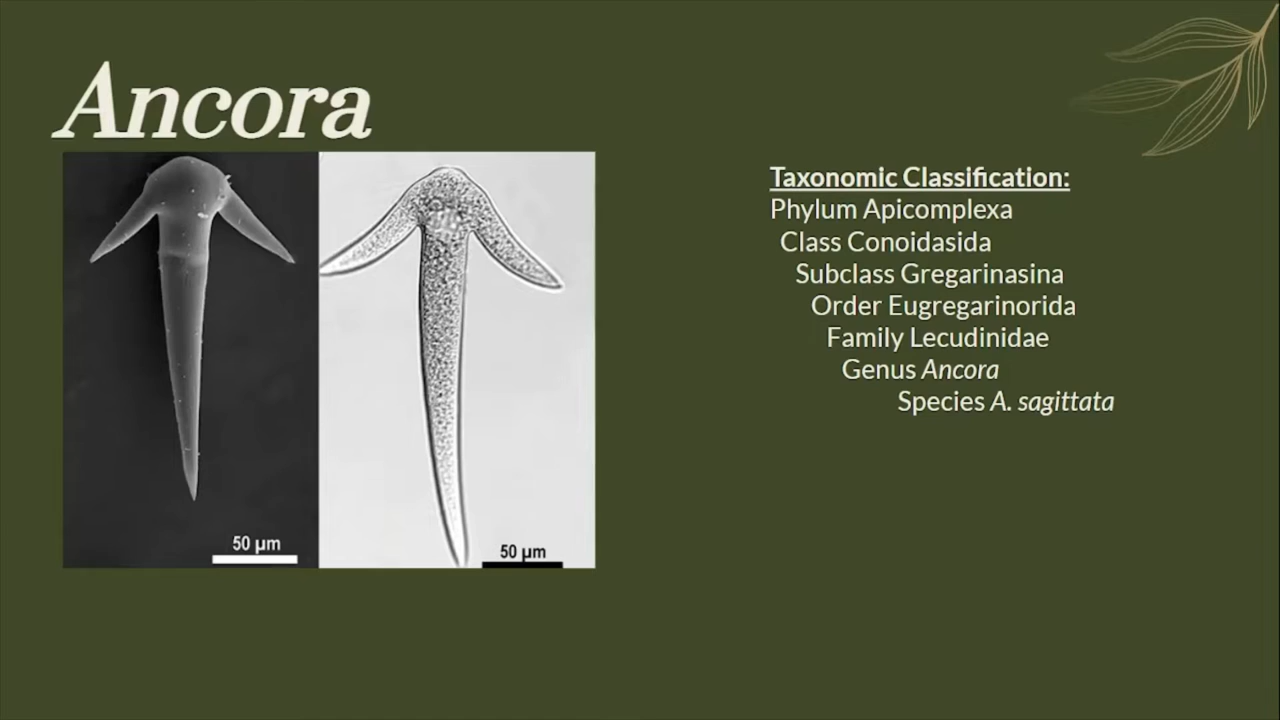 Ancora
Taxonomic Classification:
Phylum Apicomplexa
Class Conoidasida
Subclass Gregarinasina
Order Eugregarinorida
Family Lecudinidae
Genus Ancora
Species A. sagittata
50 µm
50 µm